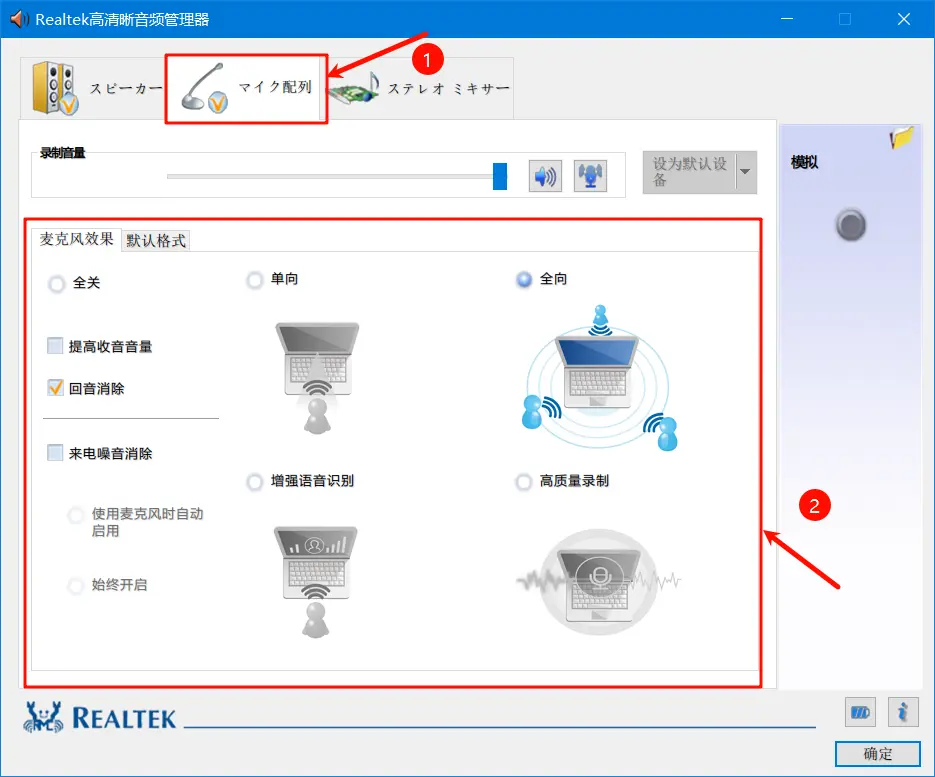 Realtek高清晰音频管理器
1
スピーカー
マイク配列
ステレオ ミキサー
录制音量
设为默认设
备
模拟
麦克风效果
默认格式
全关
单向
全向
提高收音音量
回音消除
来电噪音消除
增强语音识别
高质量录制
使用麦克风时自动
启用
始终开启
2
REALTEK
确定